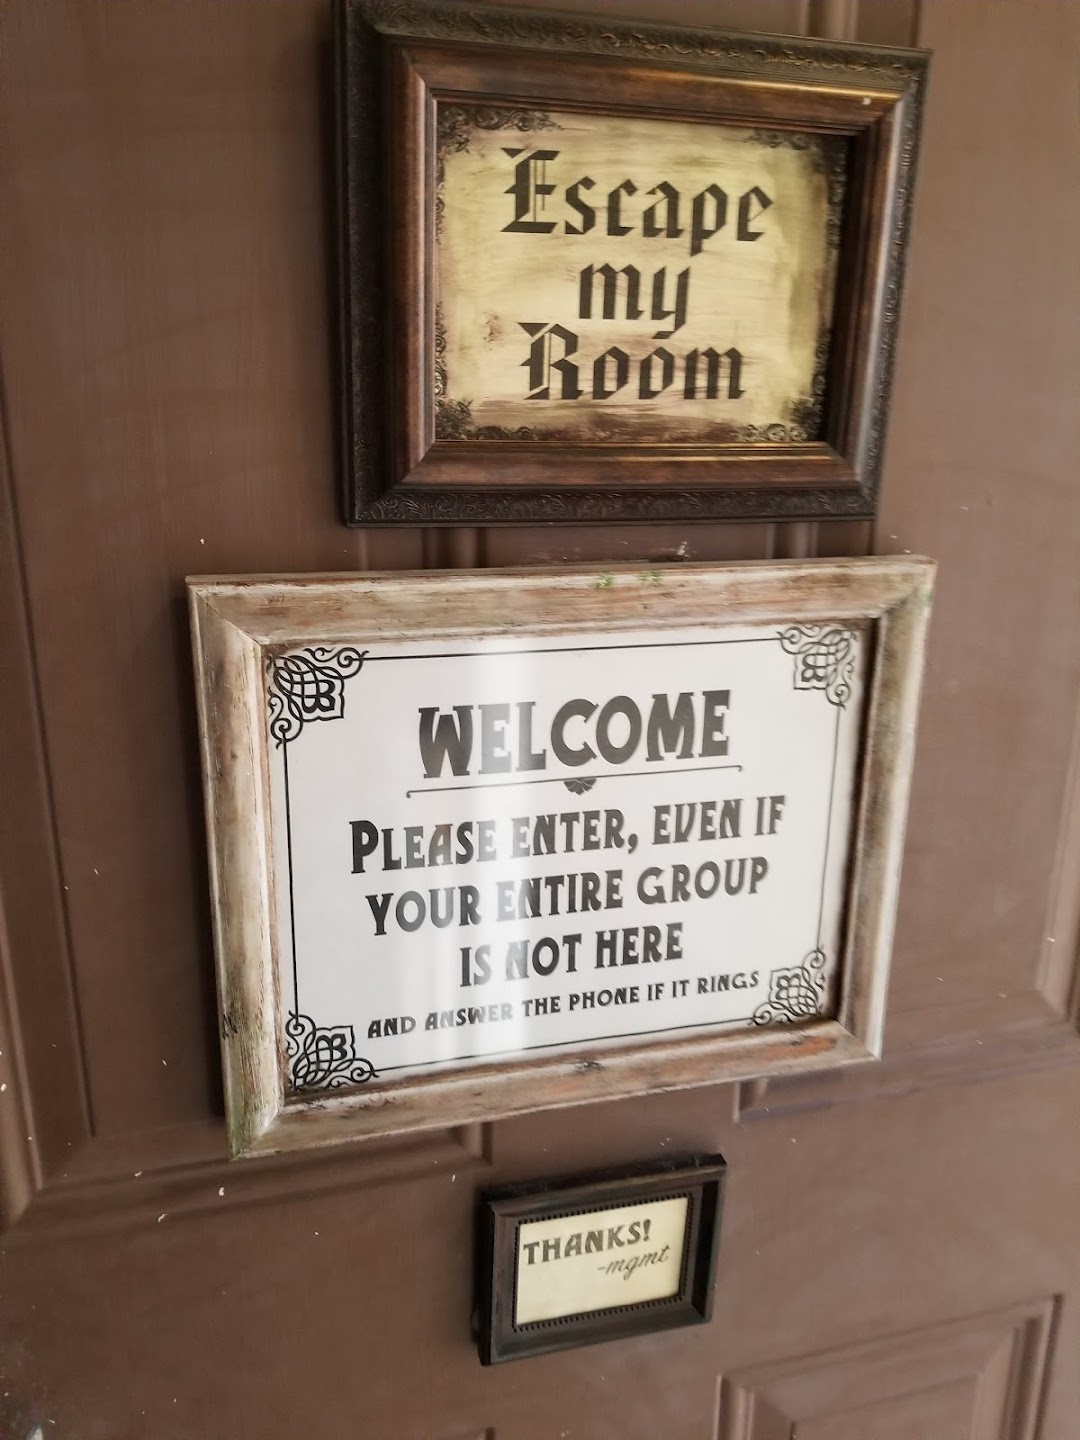 Escape
my
Room
WELCOME
PLEASE ENTER, EVEN IF
YOUR ENTIRE GROUP
IS NOT HERE
AND ANSWER THE PHONE IF IT RINGS
THANKS!
-mgmt